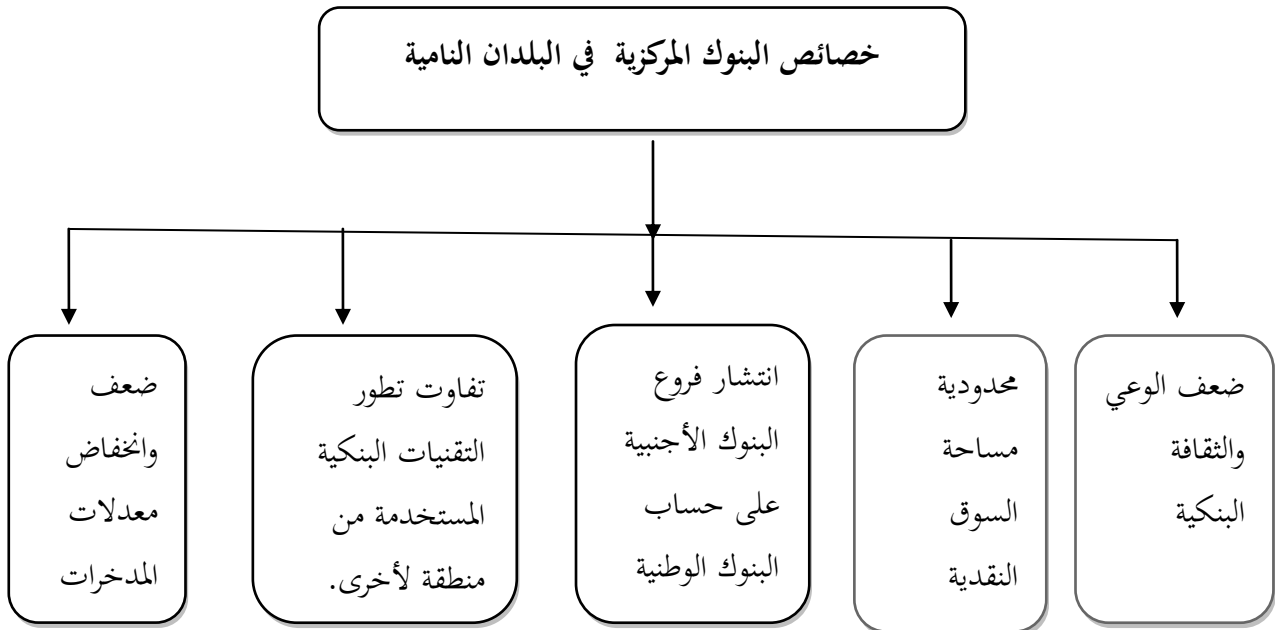 خصائص البنوك المركزية في البلدان النامية
ضعف الوعي
والثقافة
البنكية
محدودية
مساحة
السوق
النقدية
انتشار فروع
البنوك الأجنبية
على حساب
البنوك الوطنية
تفاوت تطور
التقنيات البنكية
المستخدمة من
منطقة لأخرى.
ضعف
وانخفاض
معدلات
المدخرات